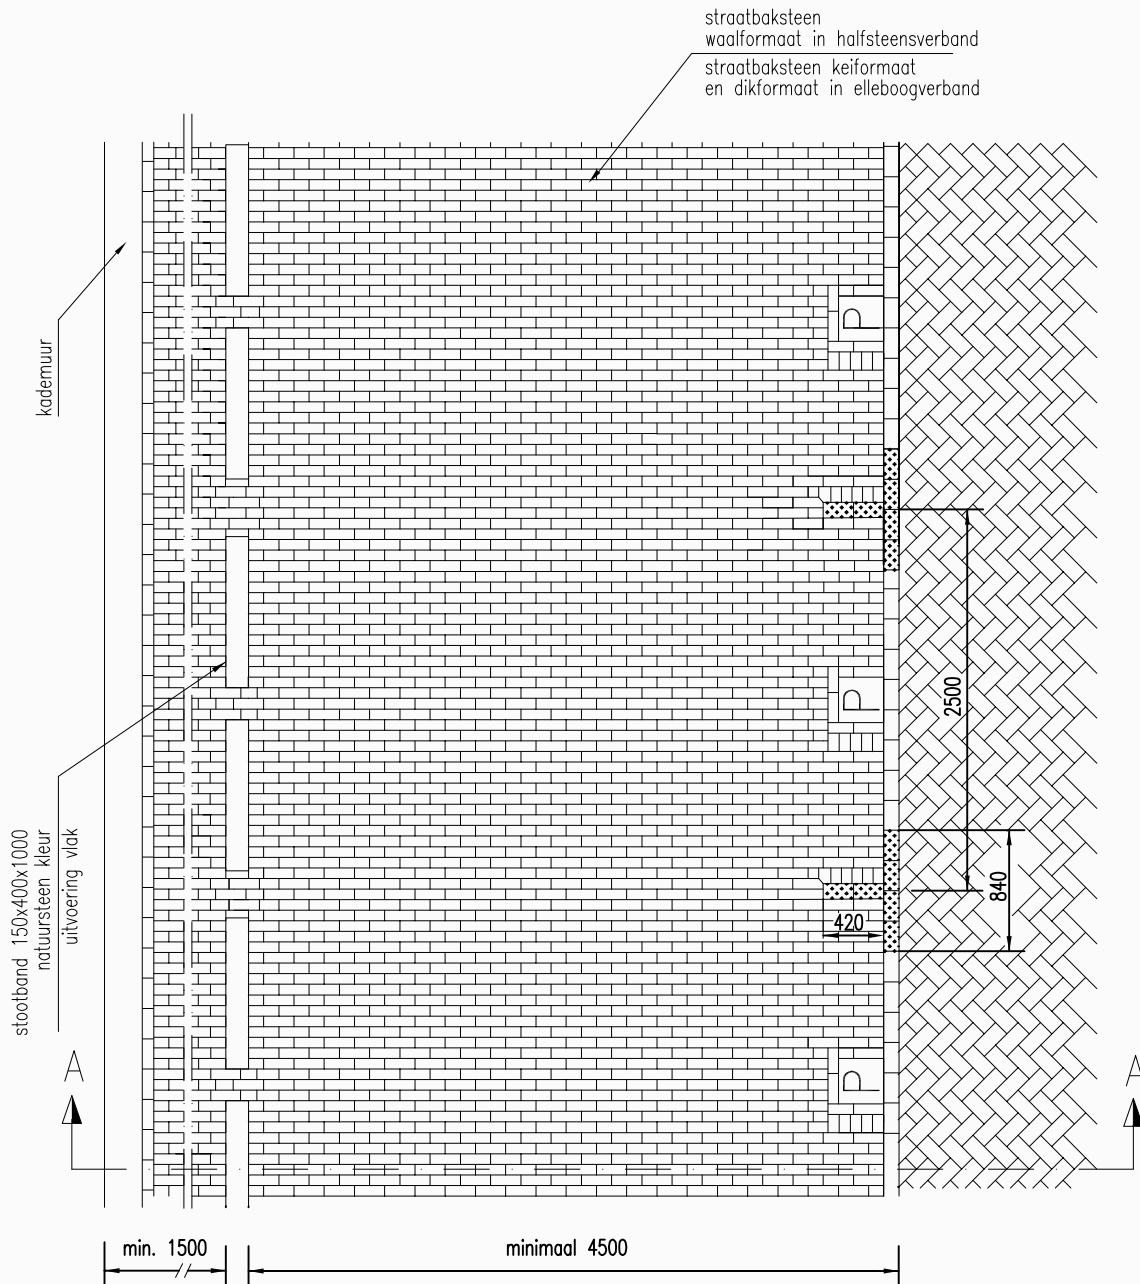 straatbaksteen
waalformaat in halfsteensverband
straatbaksteen keiformaat
en dikformaat in elleboogverband
kademuur
P
P
2500
stootband 150x400x1000
natuursteen kleur
uitvoering vlak
840
420
A
A
P
min. 1500
minimaal 4500